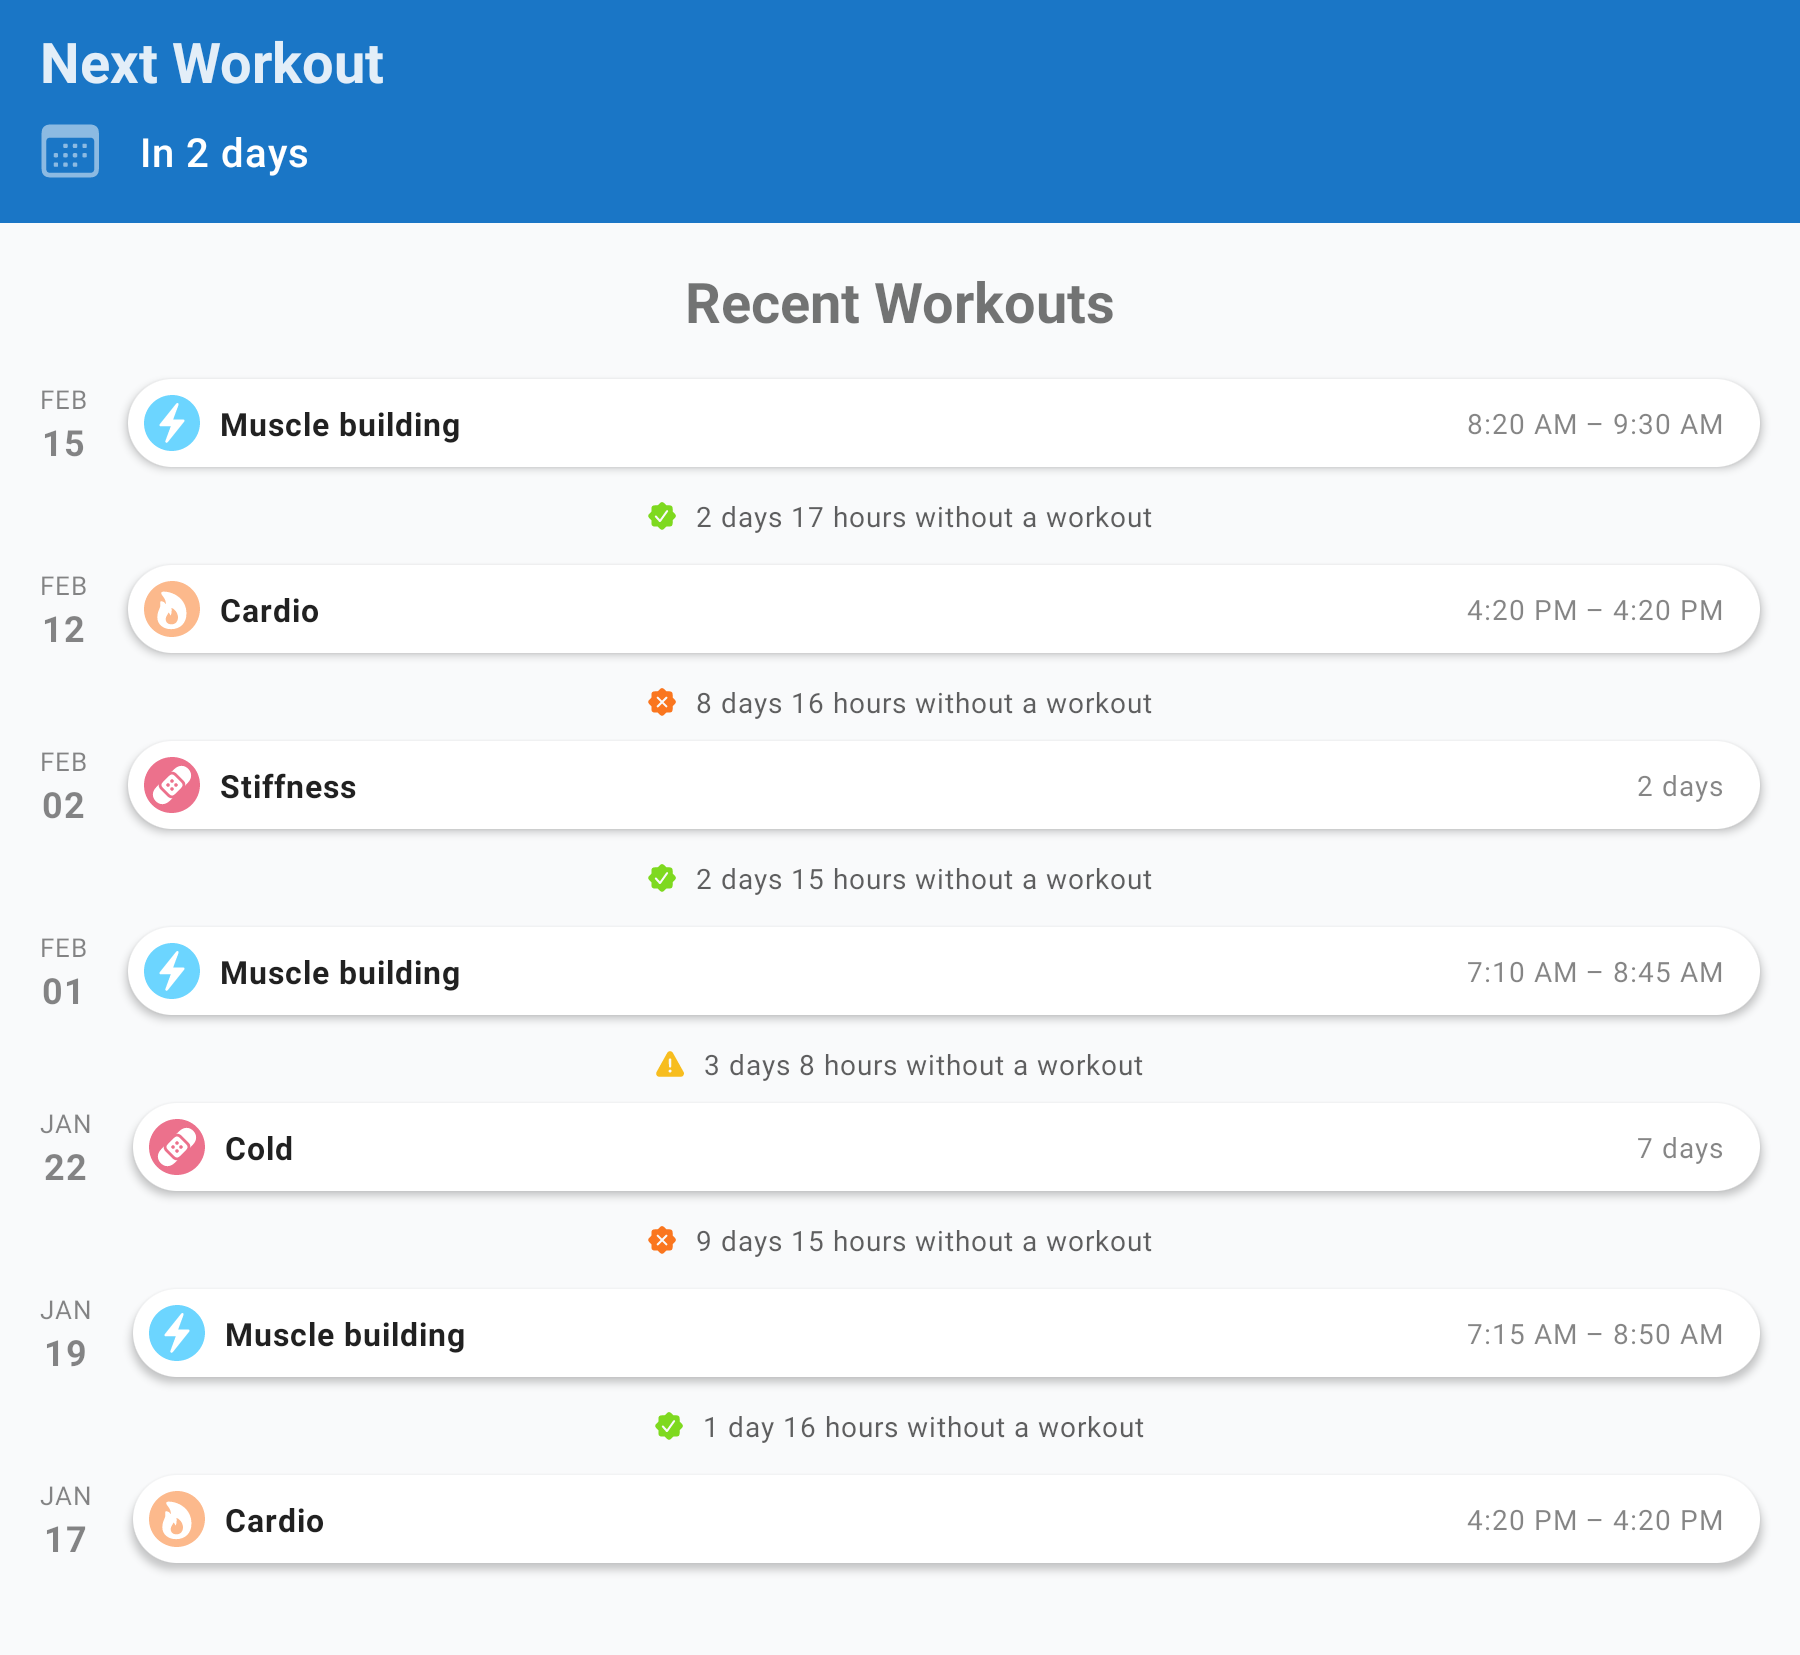 Next Workout
In 2 days
Recent Workouts
FEB
15
Muscle building
8:20 AM – 9:30 AM
2 days 17 hours without a workout
FEB
12
Cardio
4:20 PM – 4:20 PM
8 days 16 hours without a workout
FEB
02
Stiffness
2 days
2 days 15 hours without a workout
FEB
01
Muscle building
7:10 AM – 8:45 AM
3 days 8 hours without a workout
JAN
22
Cold
7 days
9 days 15 hours without a workout
JAN
19
Muscle building
7:15 AM – 8:50 AM
1 day 16 hours without a workout
JAN
17
Cardio
4:20 PM – 4:20 PM